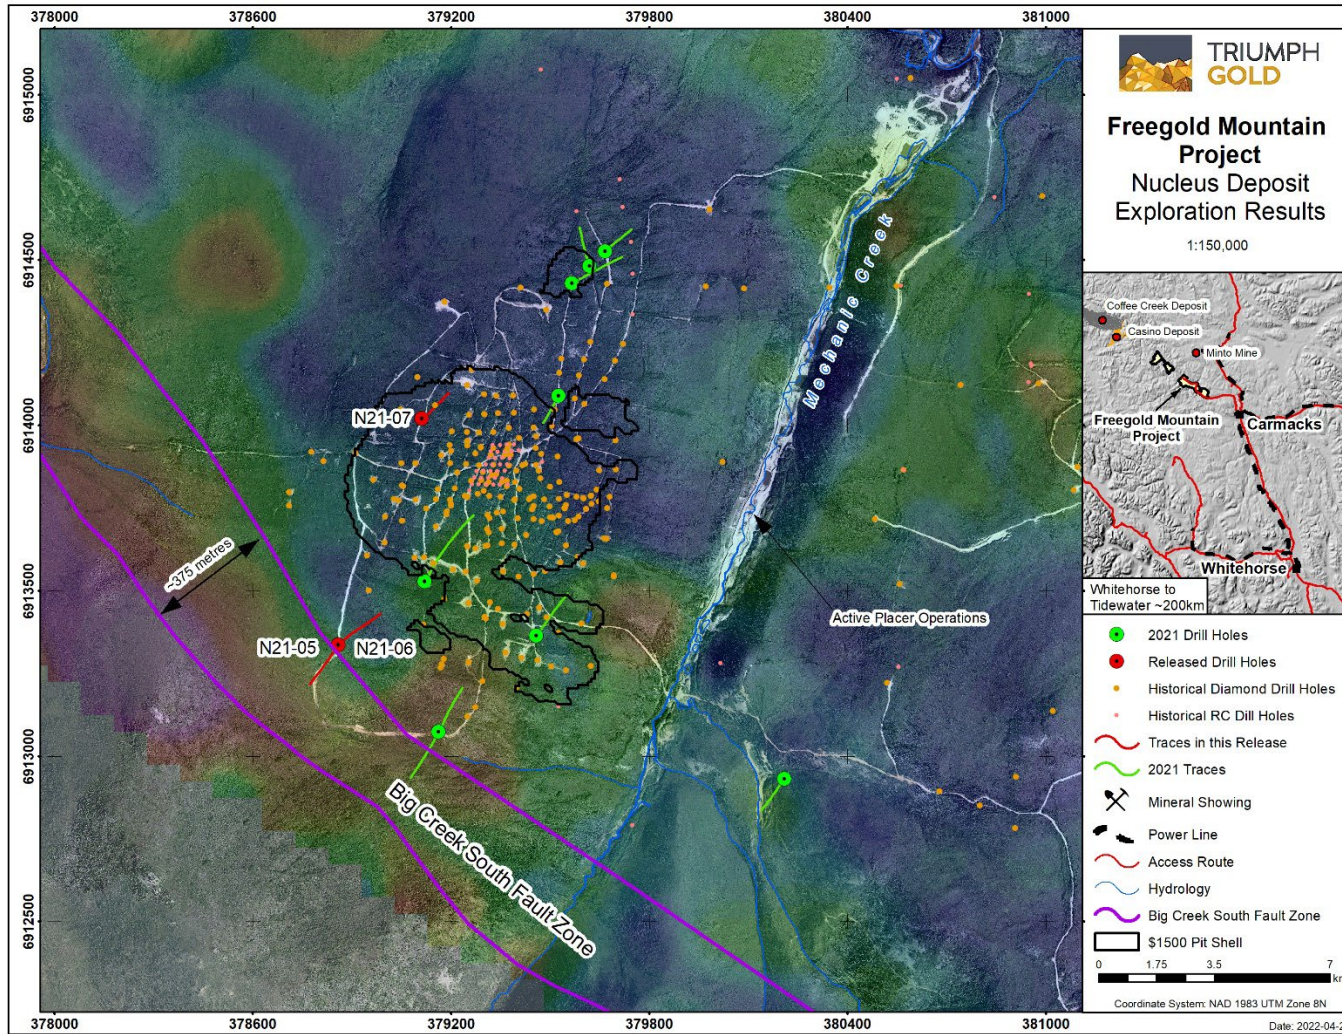 378000 378600 379200 379800 380400 381000
6915000
6914500
6914000
6913500
6913000
6912500
Mechanic Creek
N21-07
~375 metres
N21-05
N21-06
Active Placer Operations
Big Creek South Fault Zone
378000 378600 379200 379800 380400 381000
TRIUMPH
GOLD
Freegold Mountain
Project
Nucleus Deposit
Exploration Results
1:150,000
Coffee Creek Deposit
Casino Deposit
Minto Mine
Freegold Mountain
Project
Carmacks
Whitehorse
Whitehorse to
Tidewater ~200km
2021 Drill Holes
Released Drill Holes
Historical Diamond Drill Holes
Historical RC Dill Holes
Traces in this Release
2021 Traces
Mineral Showing
Power Line
Access Route
Hydrology
Big Creek South Fault Zone
$1500 Pit Shell
0 1.75 3.5 7
Coordinate System: NAD 1983 UTM Zone 8N
Date: 2022-04-2